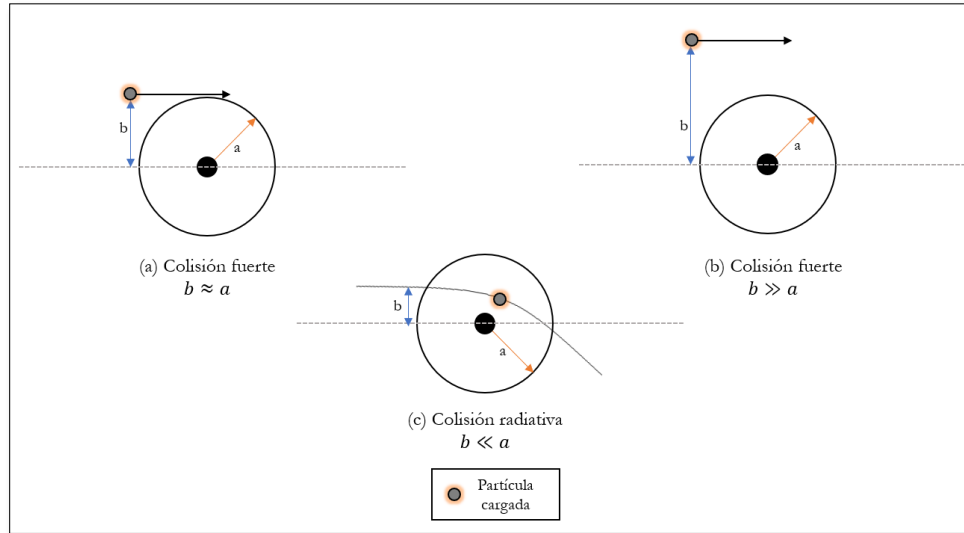 b
a
(a) Colisión fuerte
b ≈ a
b
a
(b) Colisión fuerte
b ≫ a
b
a
(c) Colisión radiativa
b ≪ a
Partícula
cargada